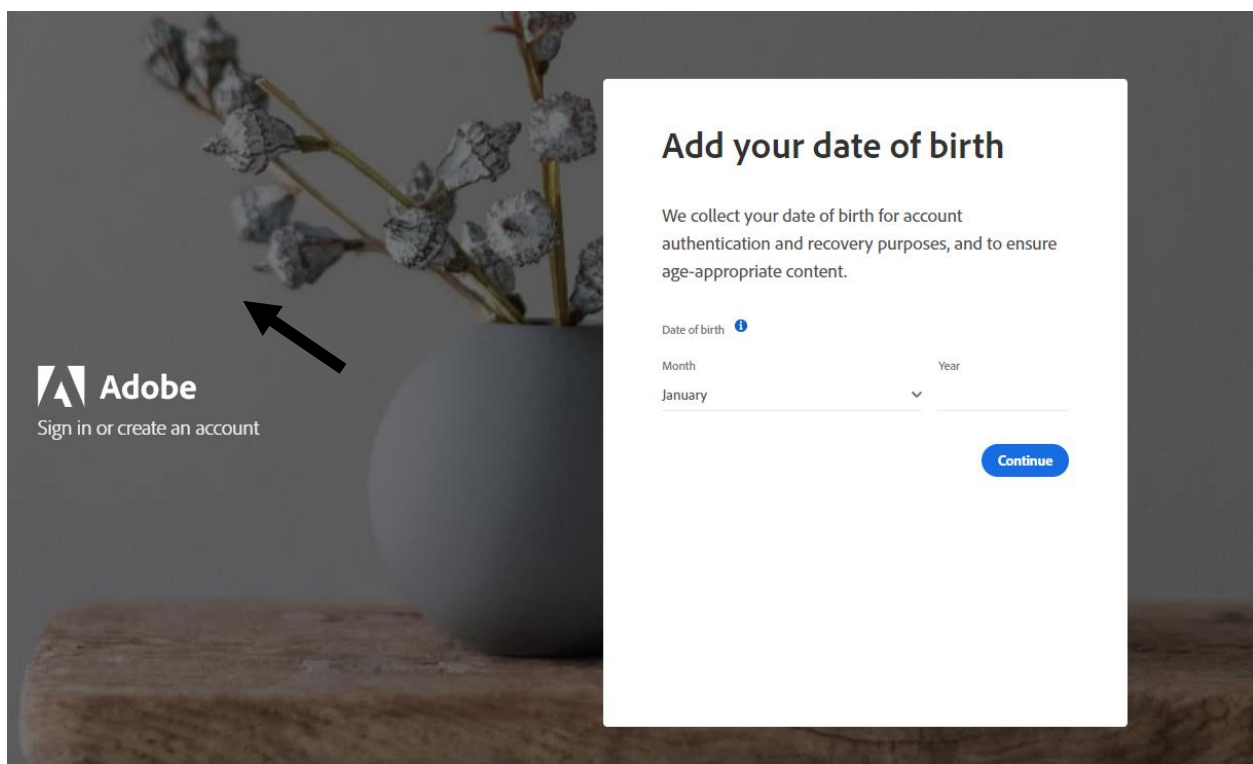 Adobe
Sign in or create an account
Add your date of birth
We collect your date of birth for account
authentication and recovery purposes, and to ensure
age-appropriate content.
Date of birth
Month
Year
January
Continue